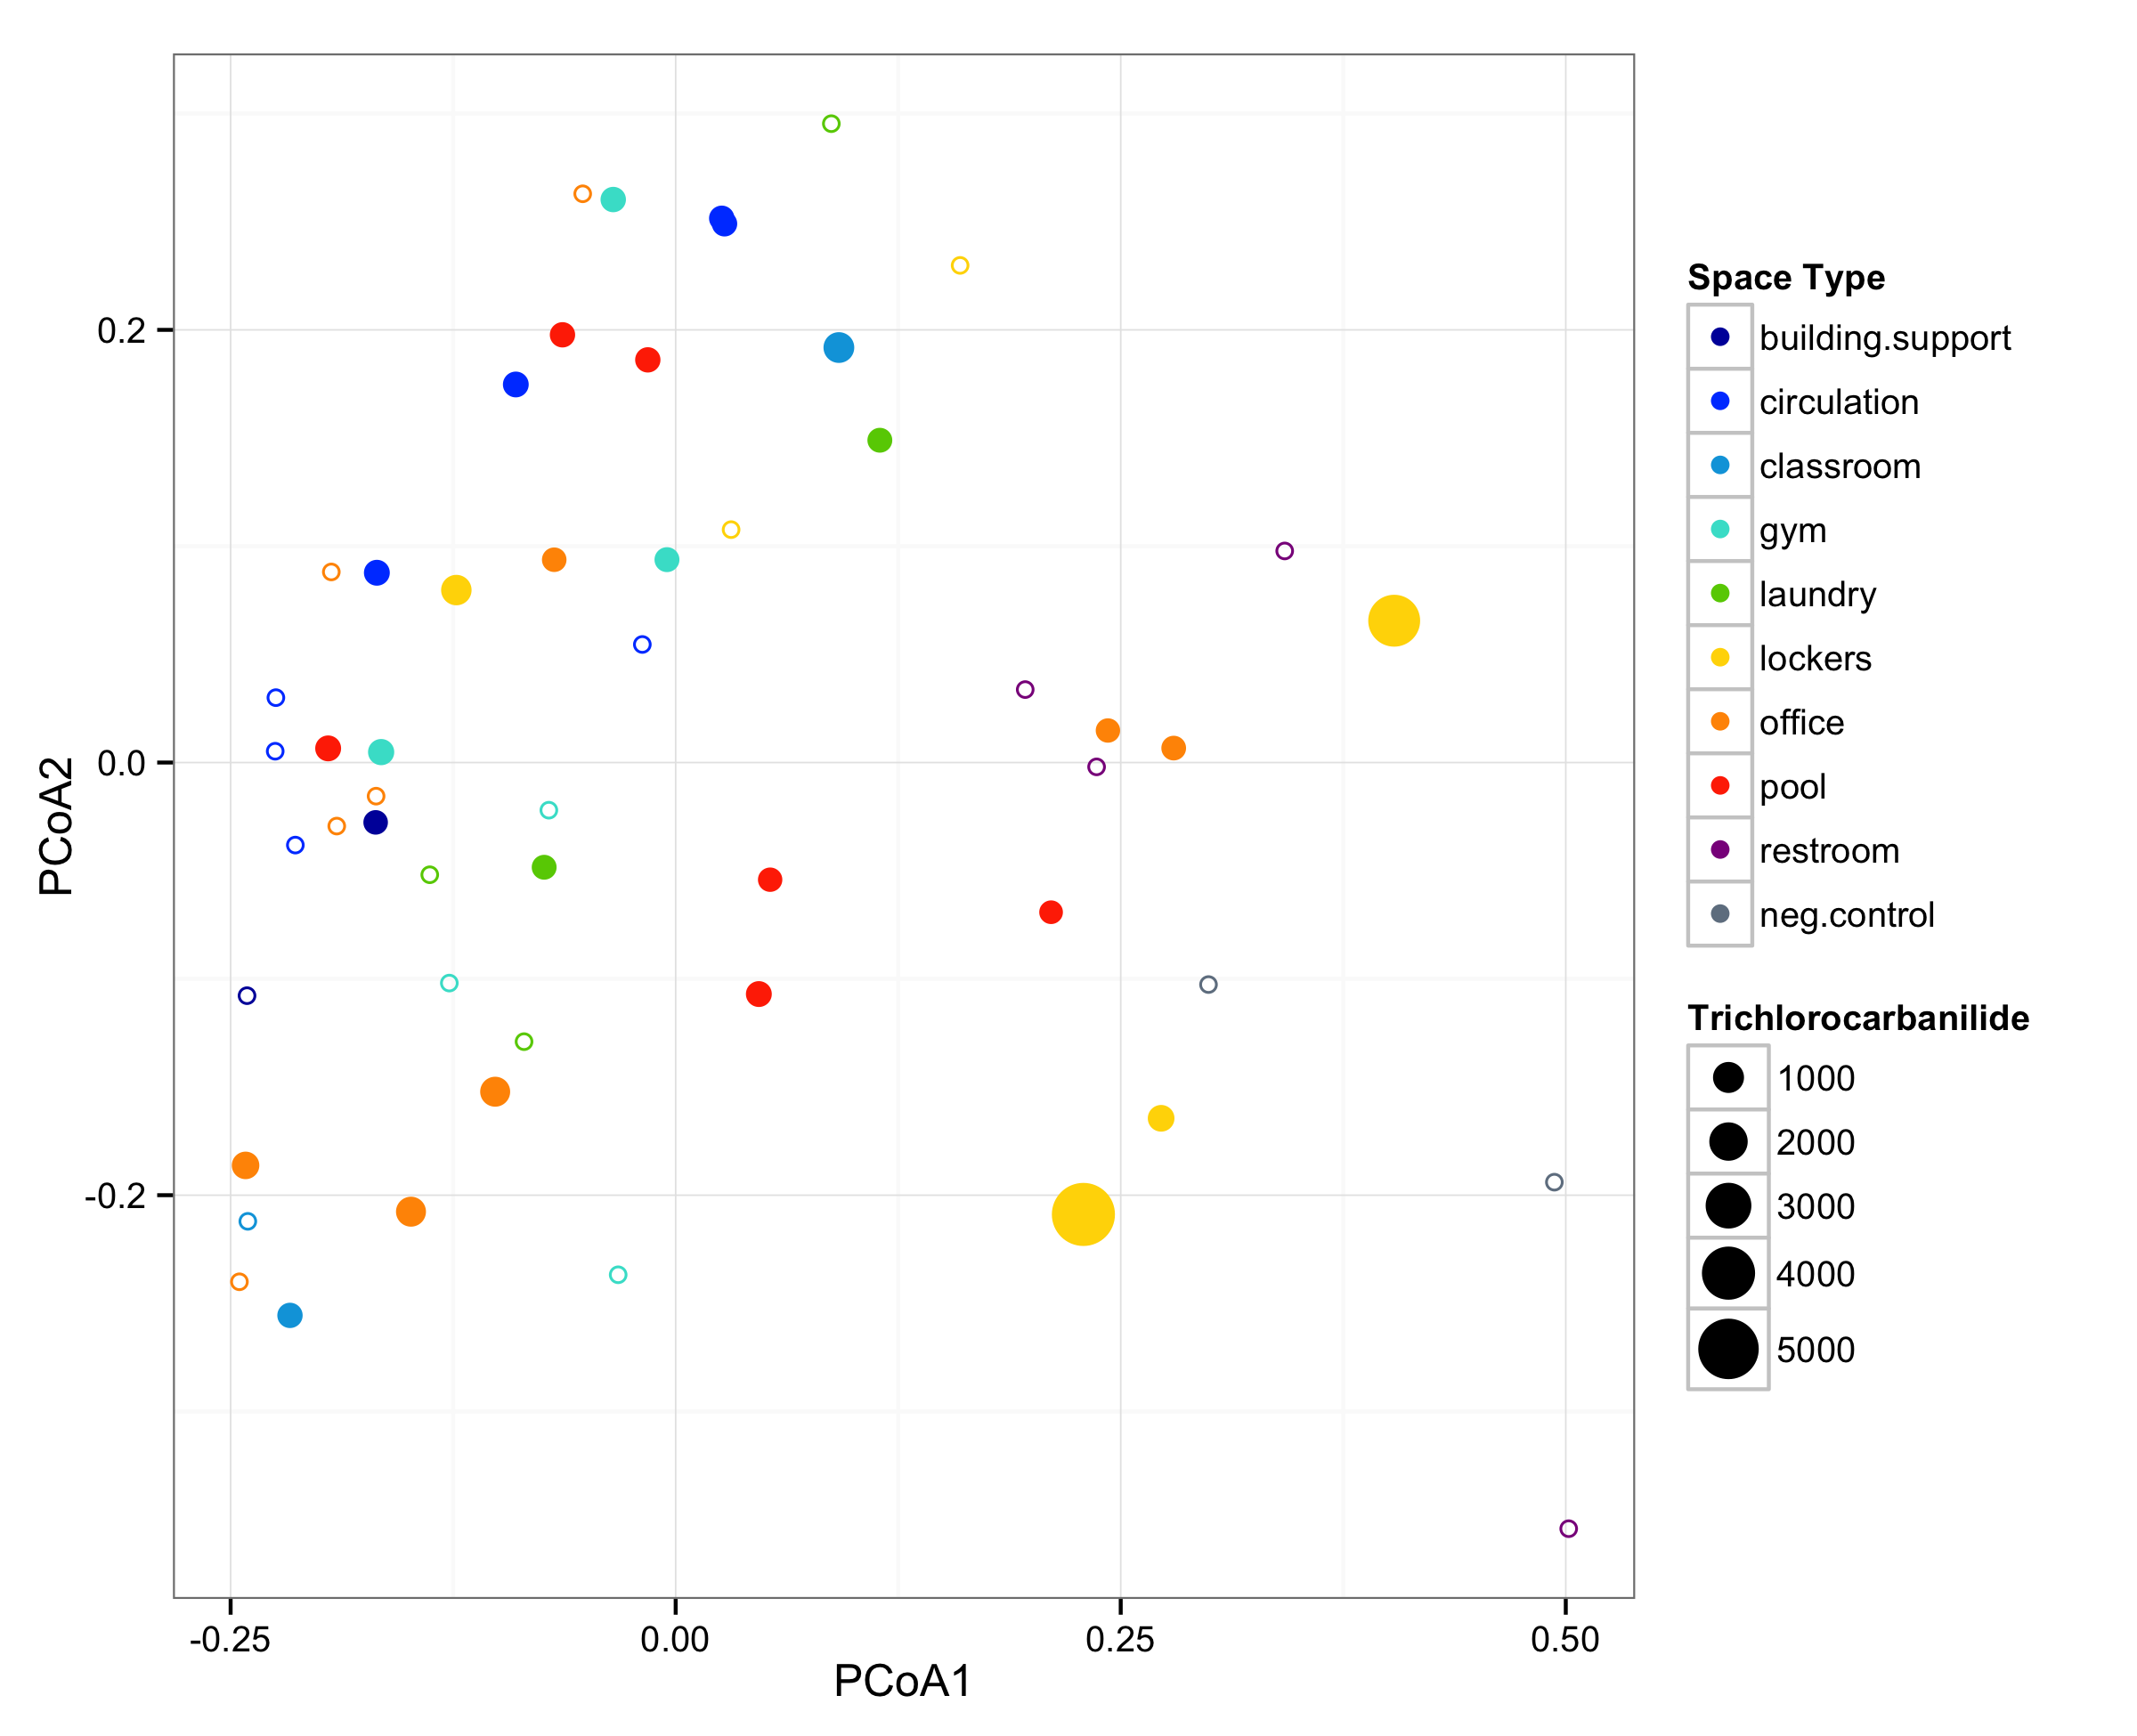 Space Type
building.support
circulation
classroom
gym
laundry
lockers
office
pool
restroom
neg.control
Trichlorocarbanilide
1000
2000
3000
4000
5000
PCoA2
0.2
0.0
-0.2
-0.25 0.00 0.25 0.50
PCoA1